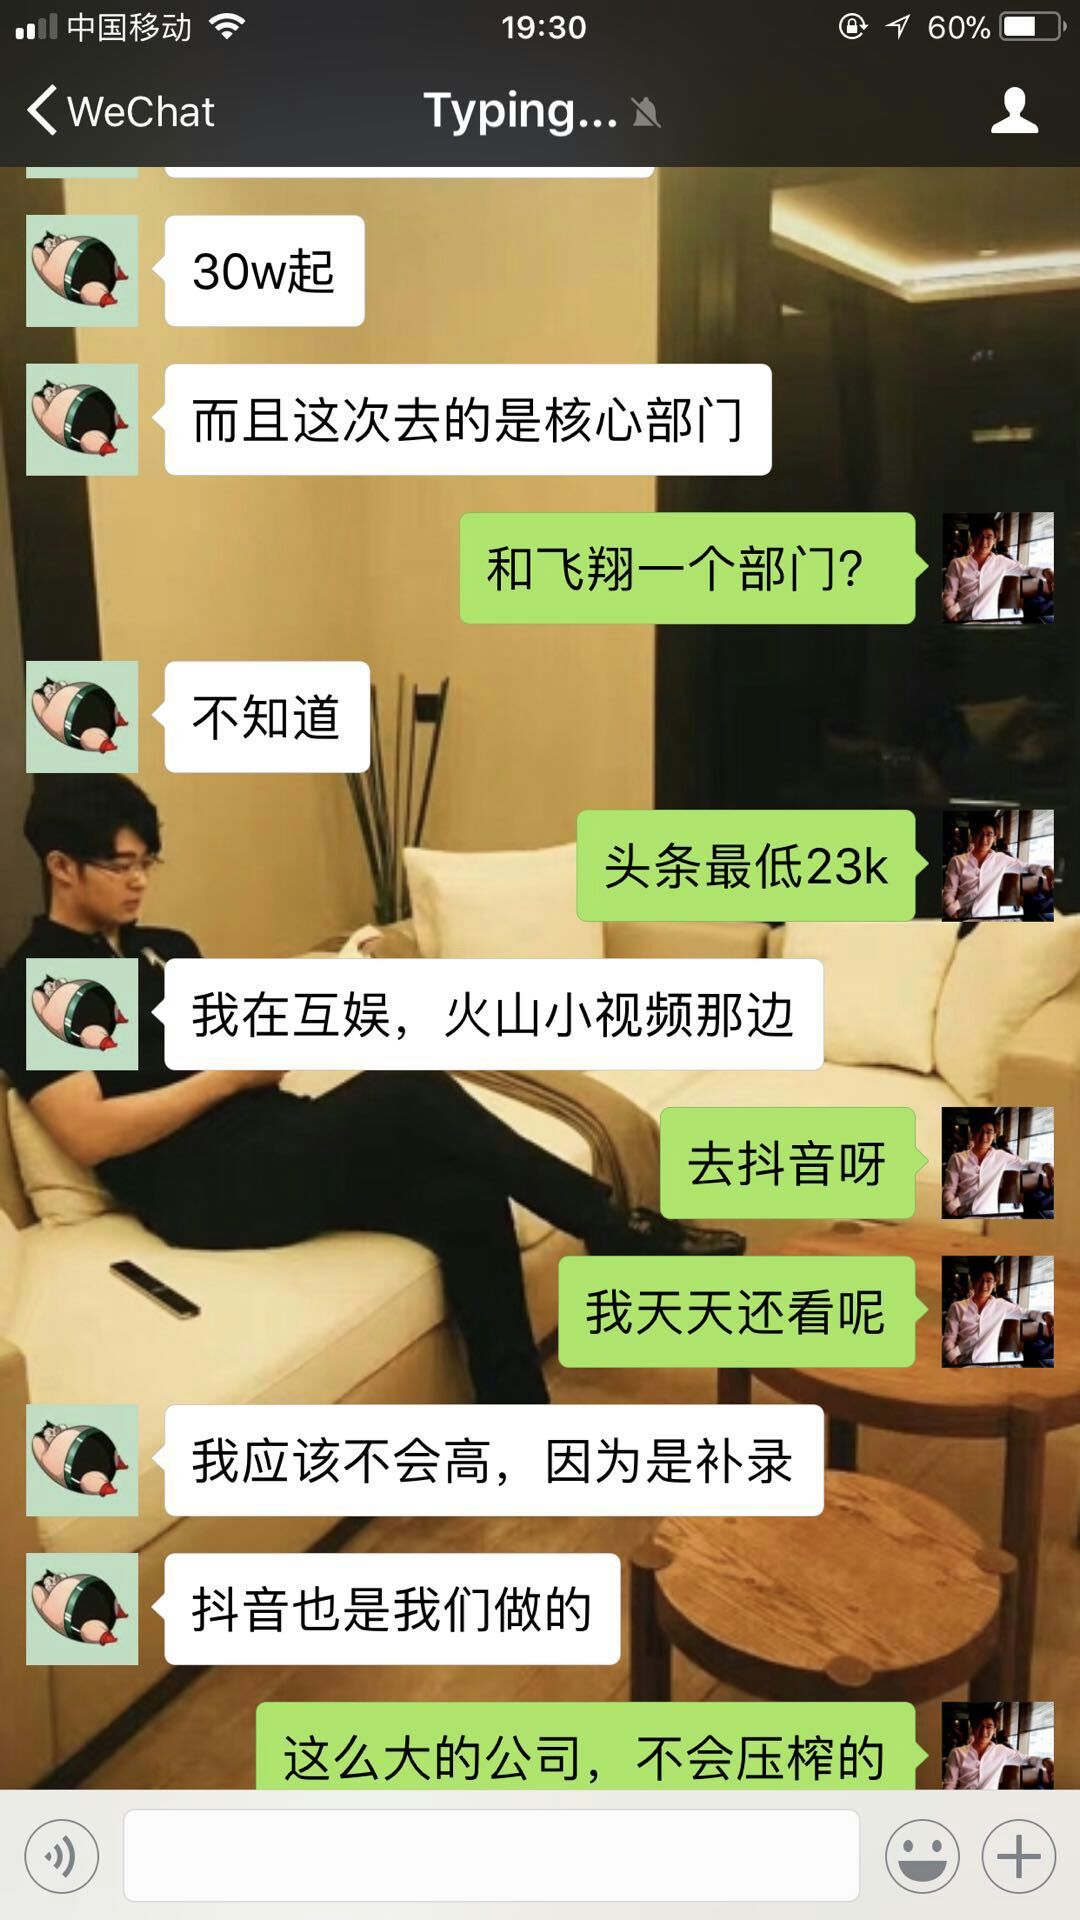 中国移动 19:30 60%
WeChat Typing...
30w起
而且这次去的是核心部门
和飞翔一个部门?
不知道
头条最低23k
我在互娱，火山小视频那边
去抖音呀
我天天还看呢
我应该不会高，因为是补录
抖音也是我们做的
这么大的公司，不会压榨的